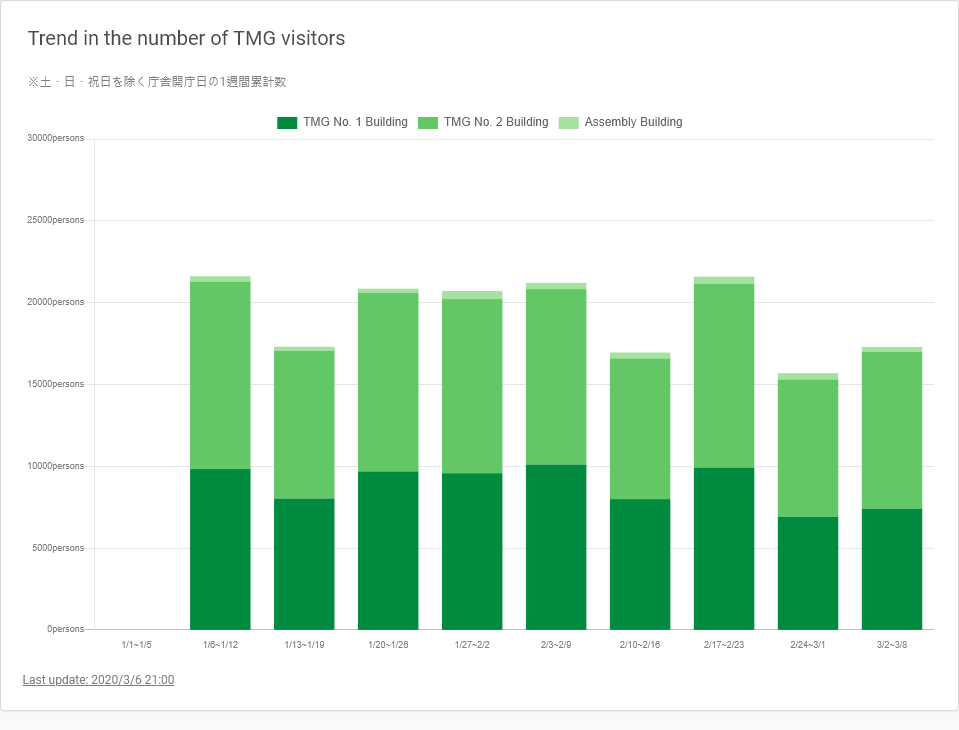 Trend in the number of TMG visitors
※土・日・祝日を除く庁舎開庁日の1週間累計数
TMG No. 1 Building TMG No. 2 Building Assembly Building
30000persons
25000persons
20000persons
15000persons
10000persons
5000persons
0persons
1/1~1/5 1/6~1/12 1/13~1/19 1/20~1/26 1/27~2/2 2/3~2/9 2/10~2/16 2/17~2/23 2/24~3/1 3/2~3/8
Last update: 2020/3/6 21:00